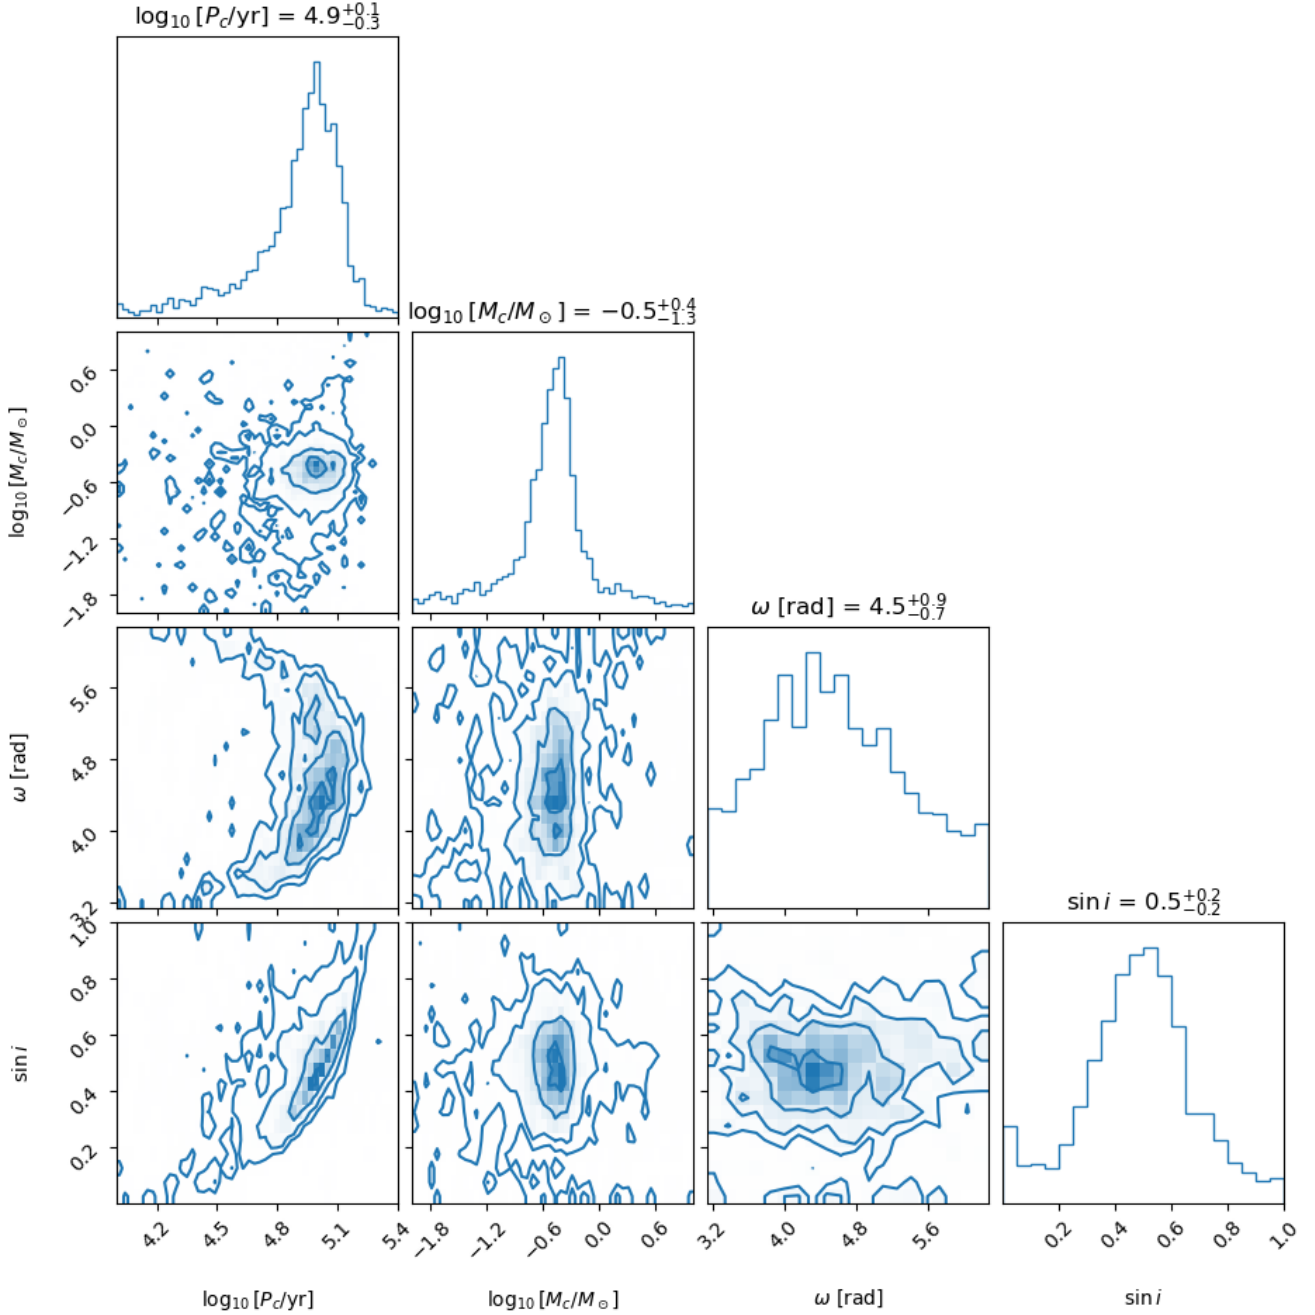 log₁₀ [P_c/yr] = 4.9^{+0.1}_{−0.3}
log₁₀ [M_c/M_⊙] = −0.5^{+0.4}_{−1.3}
0.6
0.0
−0.6
−1.2
−1.8
log₁₀ [M_c/M_⊙]
ω [rad] = 4.5^{+0.9}_{−0.7}
5.6
4.8
4.0
3.2
ω [rad]
sin i = 0.5^{+0.2}_{−0.2}
1.0
0.8
0.6
0.4
0.2
sin i
4.2 4.5 4.8 5.1 5.4
−1.8 −1.2 −0.6 0.0 0.6
3.2 4.0 4.8 5.6
0.2 0.4 0.6 0.8 1.0
log₁₀ [P_c/yr]
log₁₀ [M_c/M_⊙]
ω [rad]
sin i